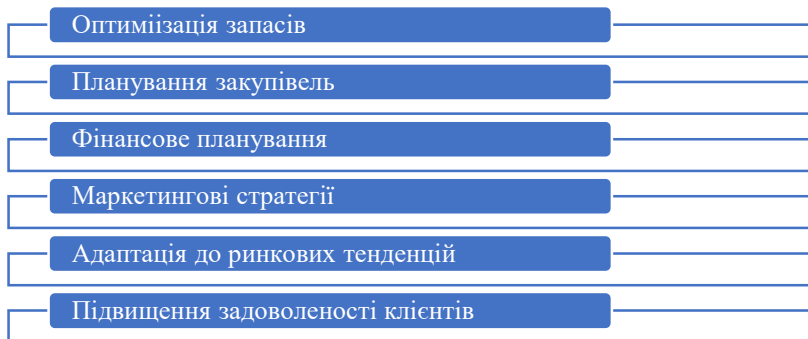 Оптиміізація запасів
Планування закупівель
Фінансове планування
Маркетингові стратегії
Адаптація до ринкових тенденцій
Підвищення задоволеності клієнтів